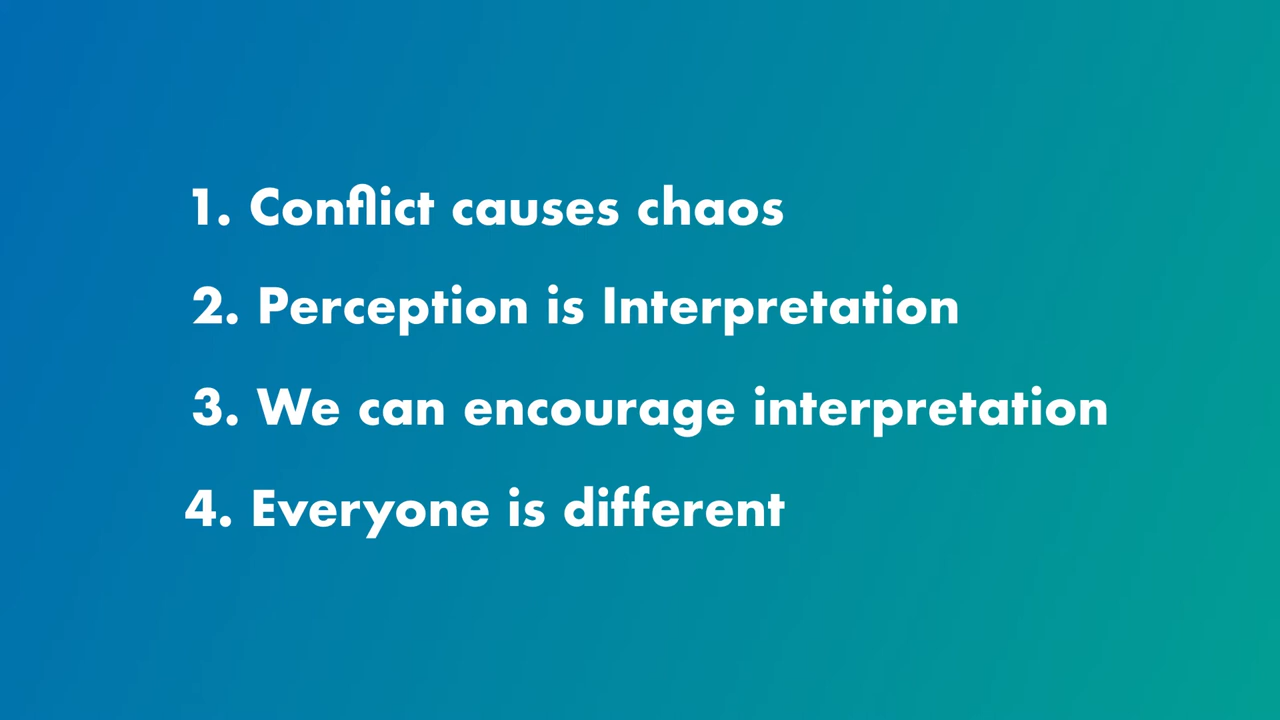 1. Conflict causes chaos
2. Perception is Interpretation
3. We can encourage interpretation
4. Everyone is different